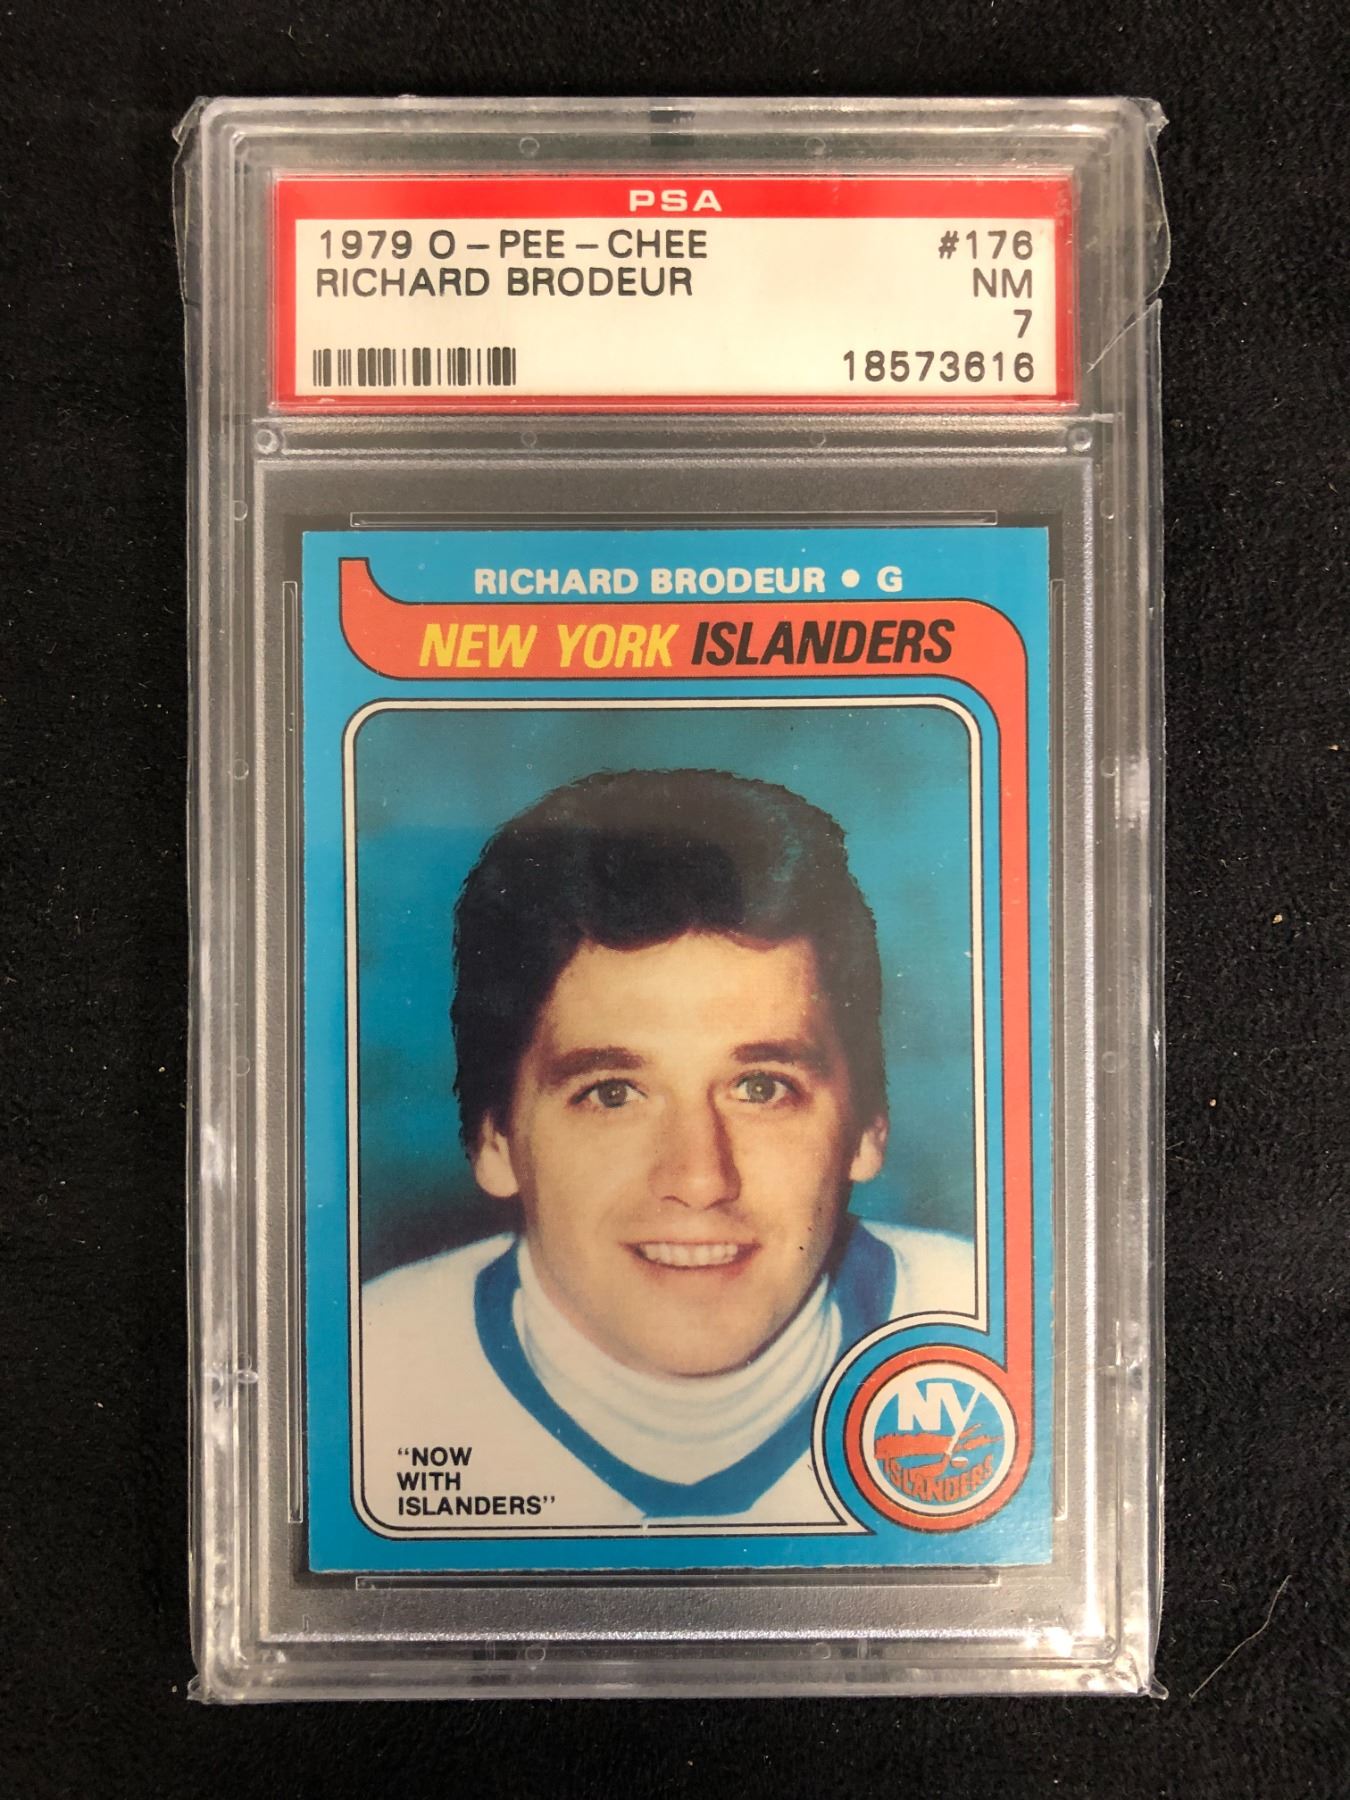 PSA
1979 O-PEE-CHEE #176
RICHARD BRODEUR NM
7
18573616
RICHARD BRODEUR • G
NEW YORK ISLANDERS
"NOW
WITH
ISLANDERS"
NY
ISLANDERS